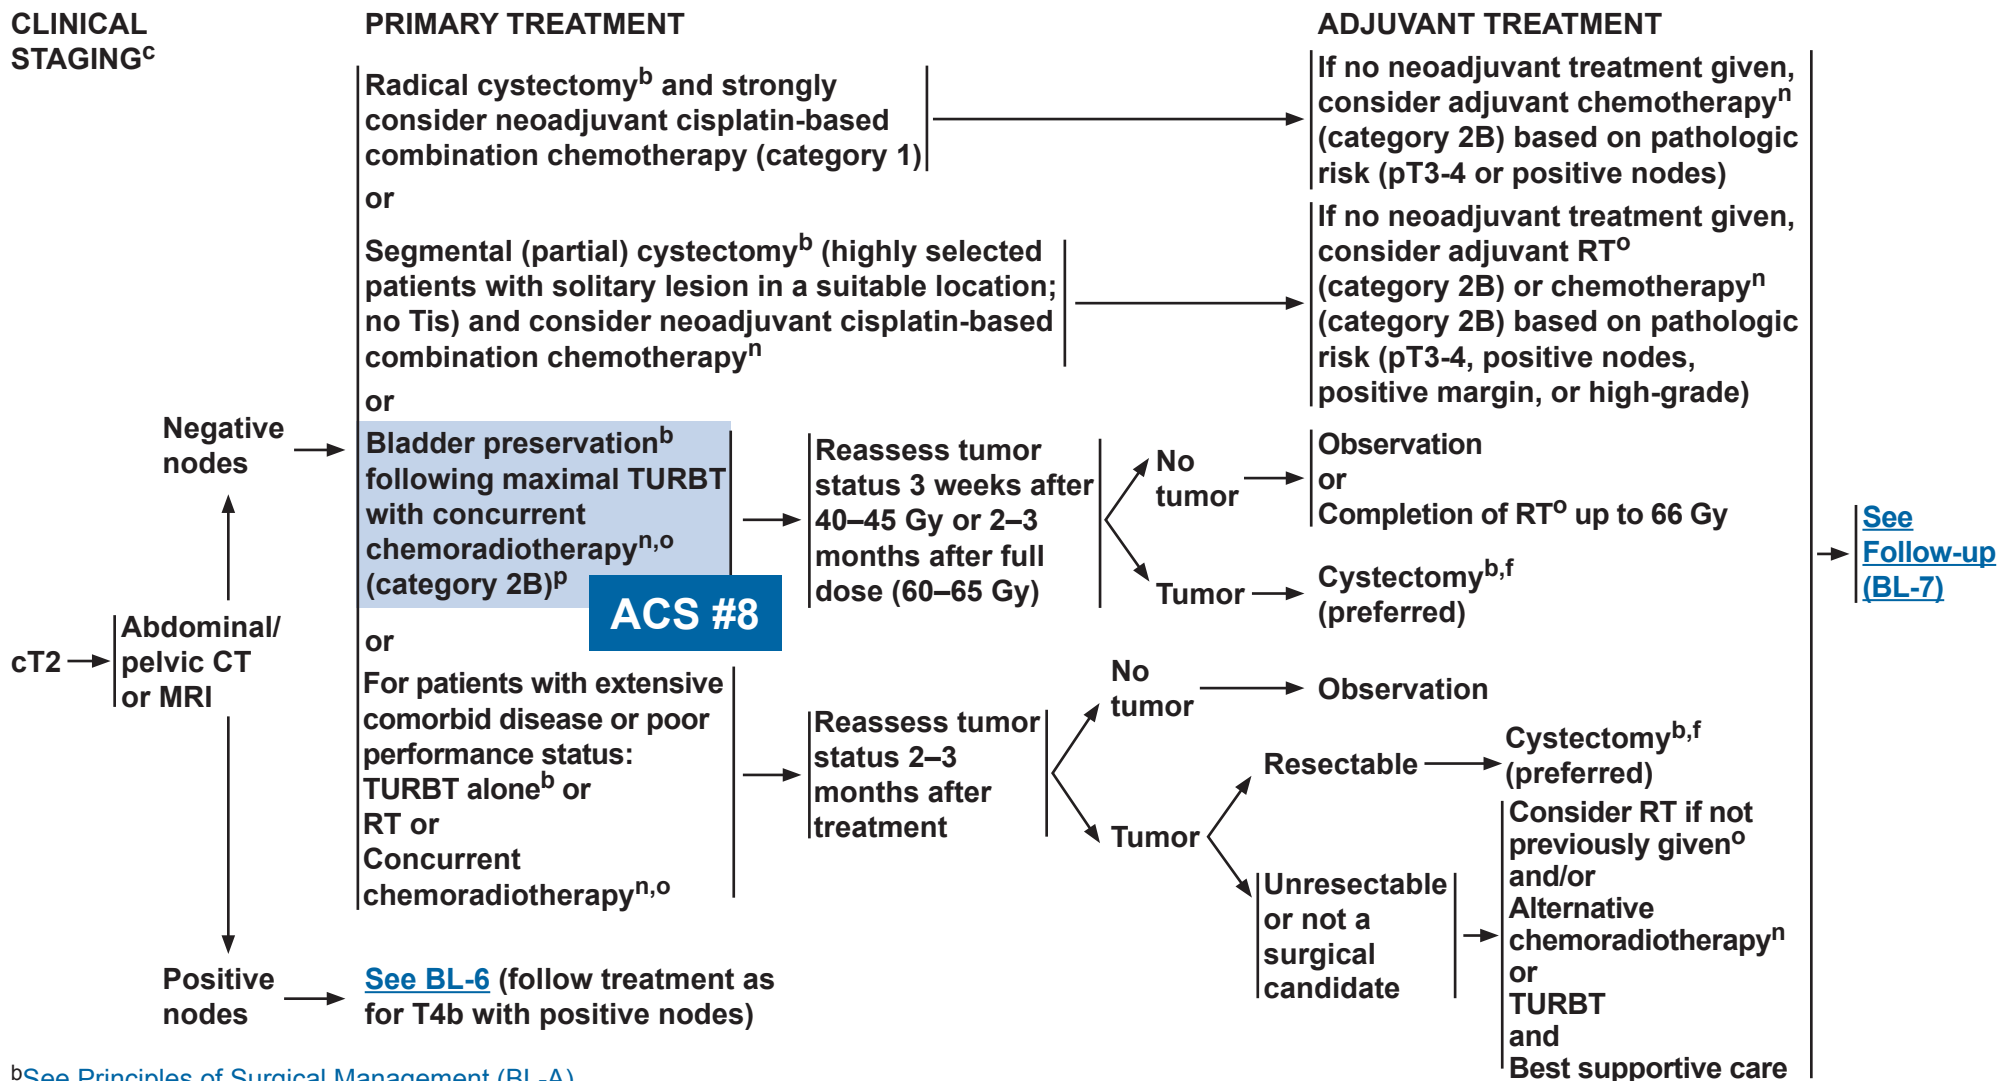 CLINICAL
STAGINGc
PRIMARY TREATMENT
ADJUVANT TREATMENT
Radical cystectomyb and strongly
consider neoadjuvant cisplatin-based
combination chemotherapy (category 1)
If no neoadjuvant treatment given,
consider adjuvant chemotherapyn
(category 2B) based on pathologic
risk (pT3-4 or positive nodes)
or
Segmental (partial) cystectomyb (highly selected
patients with solitary lesion in a suitable location;
no Tis) and consider neoadjuvant cisplatin-based
combination chemotherapyn
If no neoadjuvant treatment given,
consider adjuvant RTo
(category 2B) or chemotherapyn
(category 2B) based on pathologic
risk (pT3-4, positive nodes,
positive margin, or high-grade)
or
Negative
nodes
Bladder preservationb
following maximal TURBT
with concurrent
chemoradiotherapyn,o
(category 2B)p
ACS #8
Reassess tumor
status 3 weeks after
40–45 Gy or 2–3
months after full
dose (60–65 Gy)
No
tumor
Observation
or
Completion of RTo up to 66 Gy
Tumor
Cystectomyb,f
(preferred)
See
Follow-up
(BL-7)
cT2
Abdominal/
pelvic CT
or MRI
or
For patients with extensive
comorbid disease or poor
performance status:
TURBT aloneb or
RT or
Concurrent
chemoradiotherapyn,o
Reassess tumor
status 2–3
months after
treatment
No
tumor
Observation
Tumor
Resectable
Cystectomyb,f
(preferred)
Unresectable
or not a
surgical
candidate
Consider RT if not
previously giveno
and/or
Alternative
chemoradiotherapyn
or
TURBT
and
Best supportive care
Positive
nodes
See BL-6 (follow treatment as
for T4b with positive nodes)
bSee Principles of Surgical Management (BL-A)